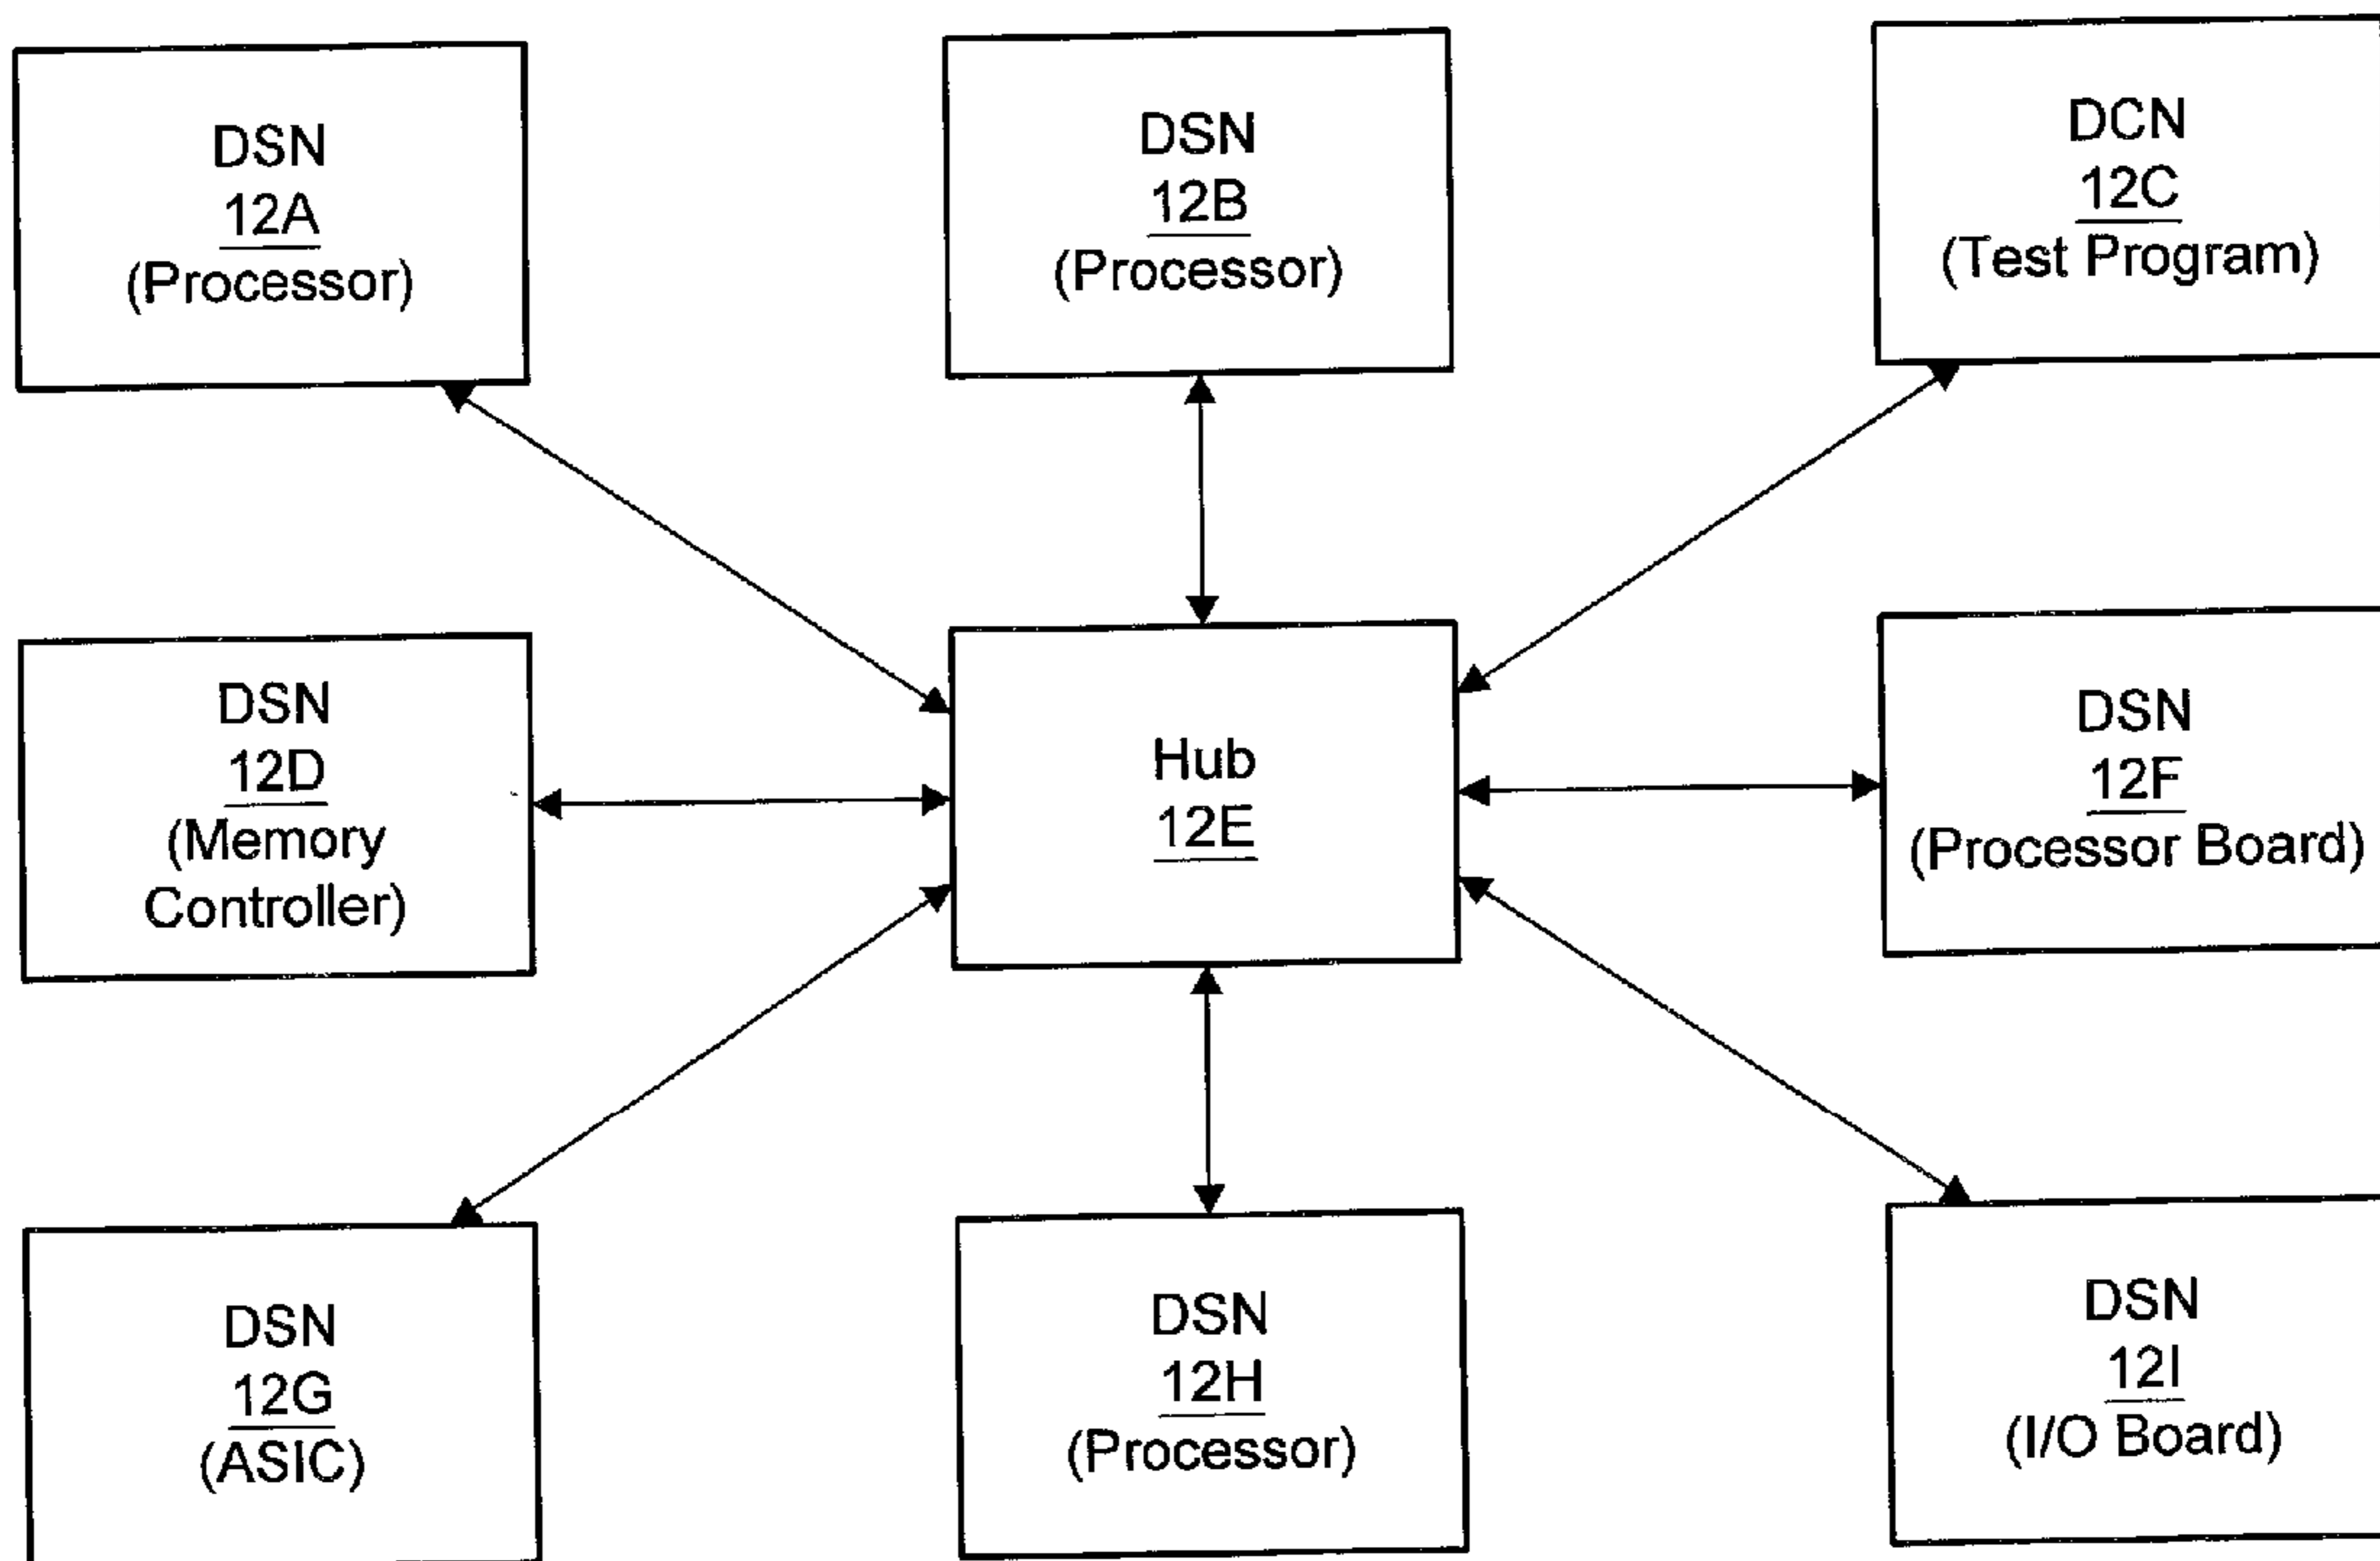 DSN
12A
(Processor)
DSN
12B
(Processor)
DCN
12C
(Test Program)
DSN
12D
(Memory
Controller)
Hub
12E
DSN
12F
(Processor Board)
DSN
12G
(ASIC)
DSN
12H
(Processor)
DSN
12I
(I/O Board)